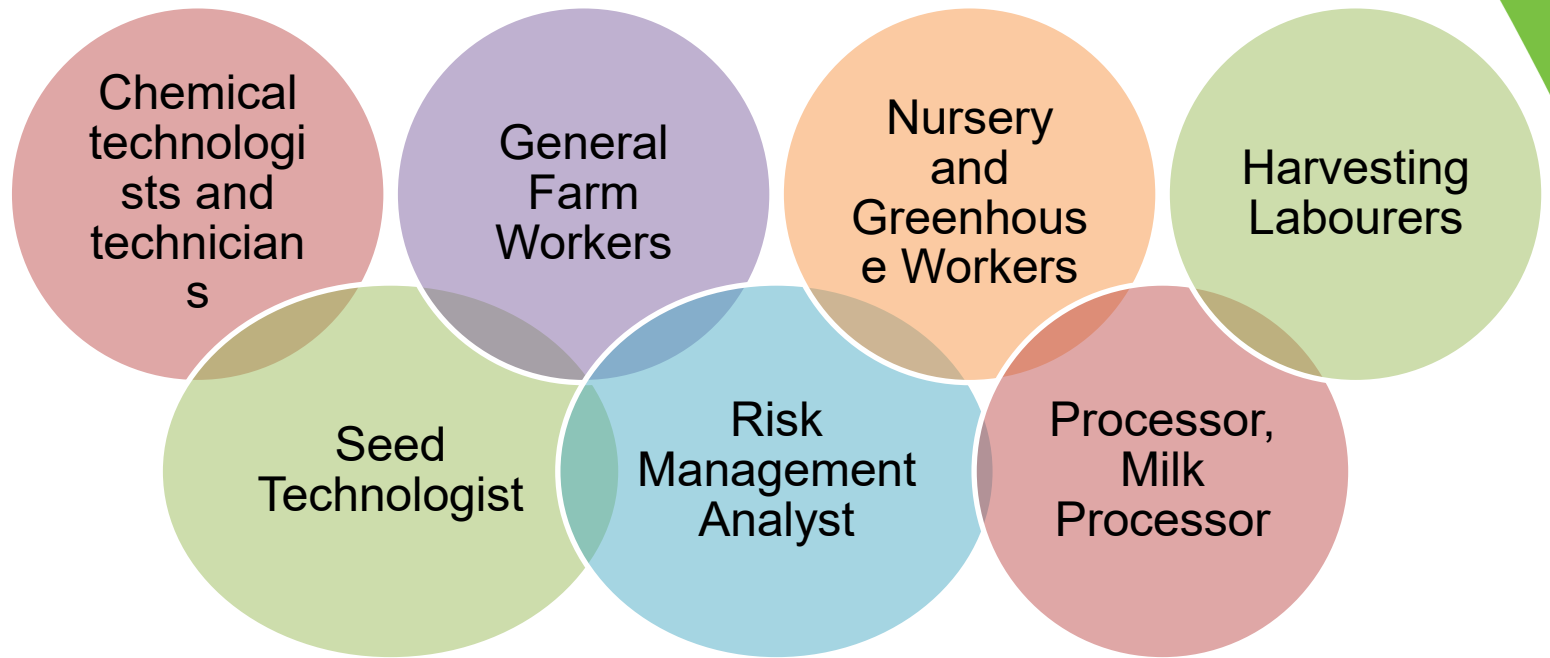 Chemical
technologi
sts and
technician
s
General
Farm
Workers
Nursery
and
Greenhous
e Workers
Harvesting
Labourers
Seed
Technologist
Risk
Management
Analyst
Processor,
Milk
Processor